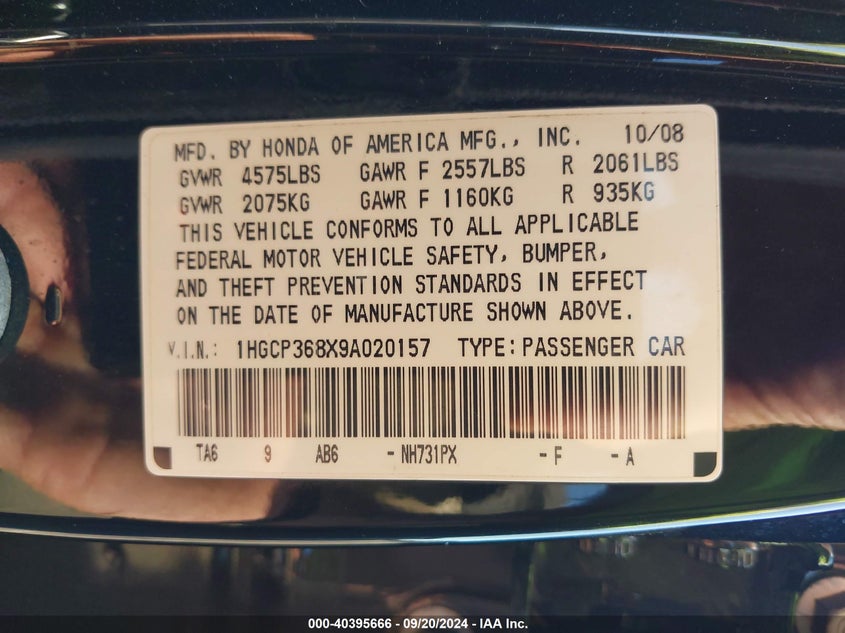 MFD. BY HONDA OF AMERICA MFG., INC. 10/08
GVWR 4575LBS GAWR F 2557LBS R 2061LBS
GVWR 2075KG GAWR F 1160KG R 935KG
THIS VEHICLE CONFORMS TO ALL APPLICABLE
FEDERAL MOTOR VEHICLE SAFETY, BUMPER,
AND THEFT PREVENTION STANDARDS IN EFFECT
ON THE DATE OF MANUFACTURE SHOWN ABOVE.
V.I.N.: 1HGCP368X9A020157 TYPE: PASSENGER CAR
TA6 9 AB6 - NH731PX - F - A
000-40395666 - 09/20/2024 - IAA Inc.